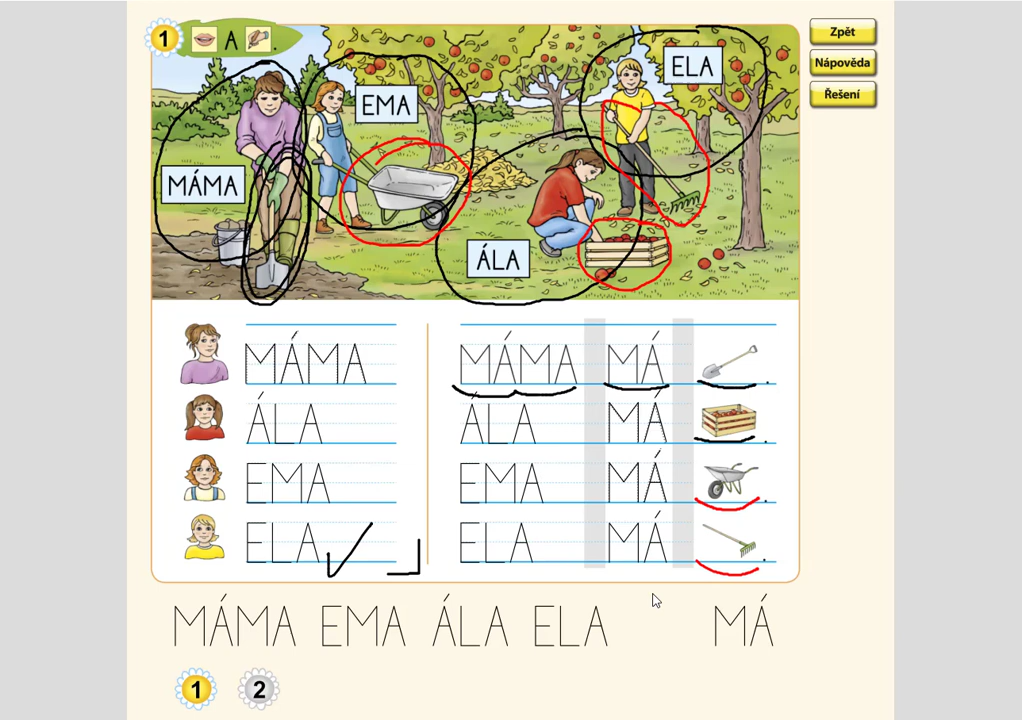 1 A .
Zpět
Nápověda
Řešení
ELA
EMA
MÁMA
ÁLA
MÁMA
MÁMA MÁ .
ÁLA
ÁLA MÁ .
EMA
EMA MÁ .
ELA
ELA MÁ .
MÁMA EMA ÁLA ELA MÁ
1 2